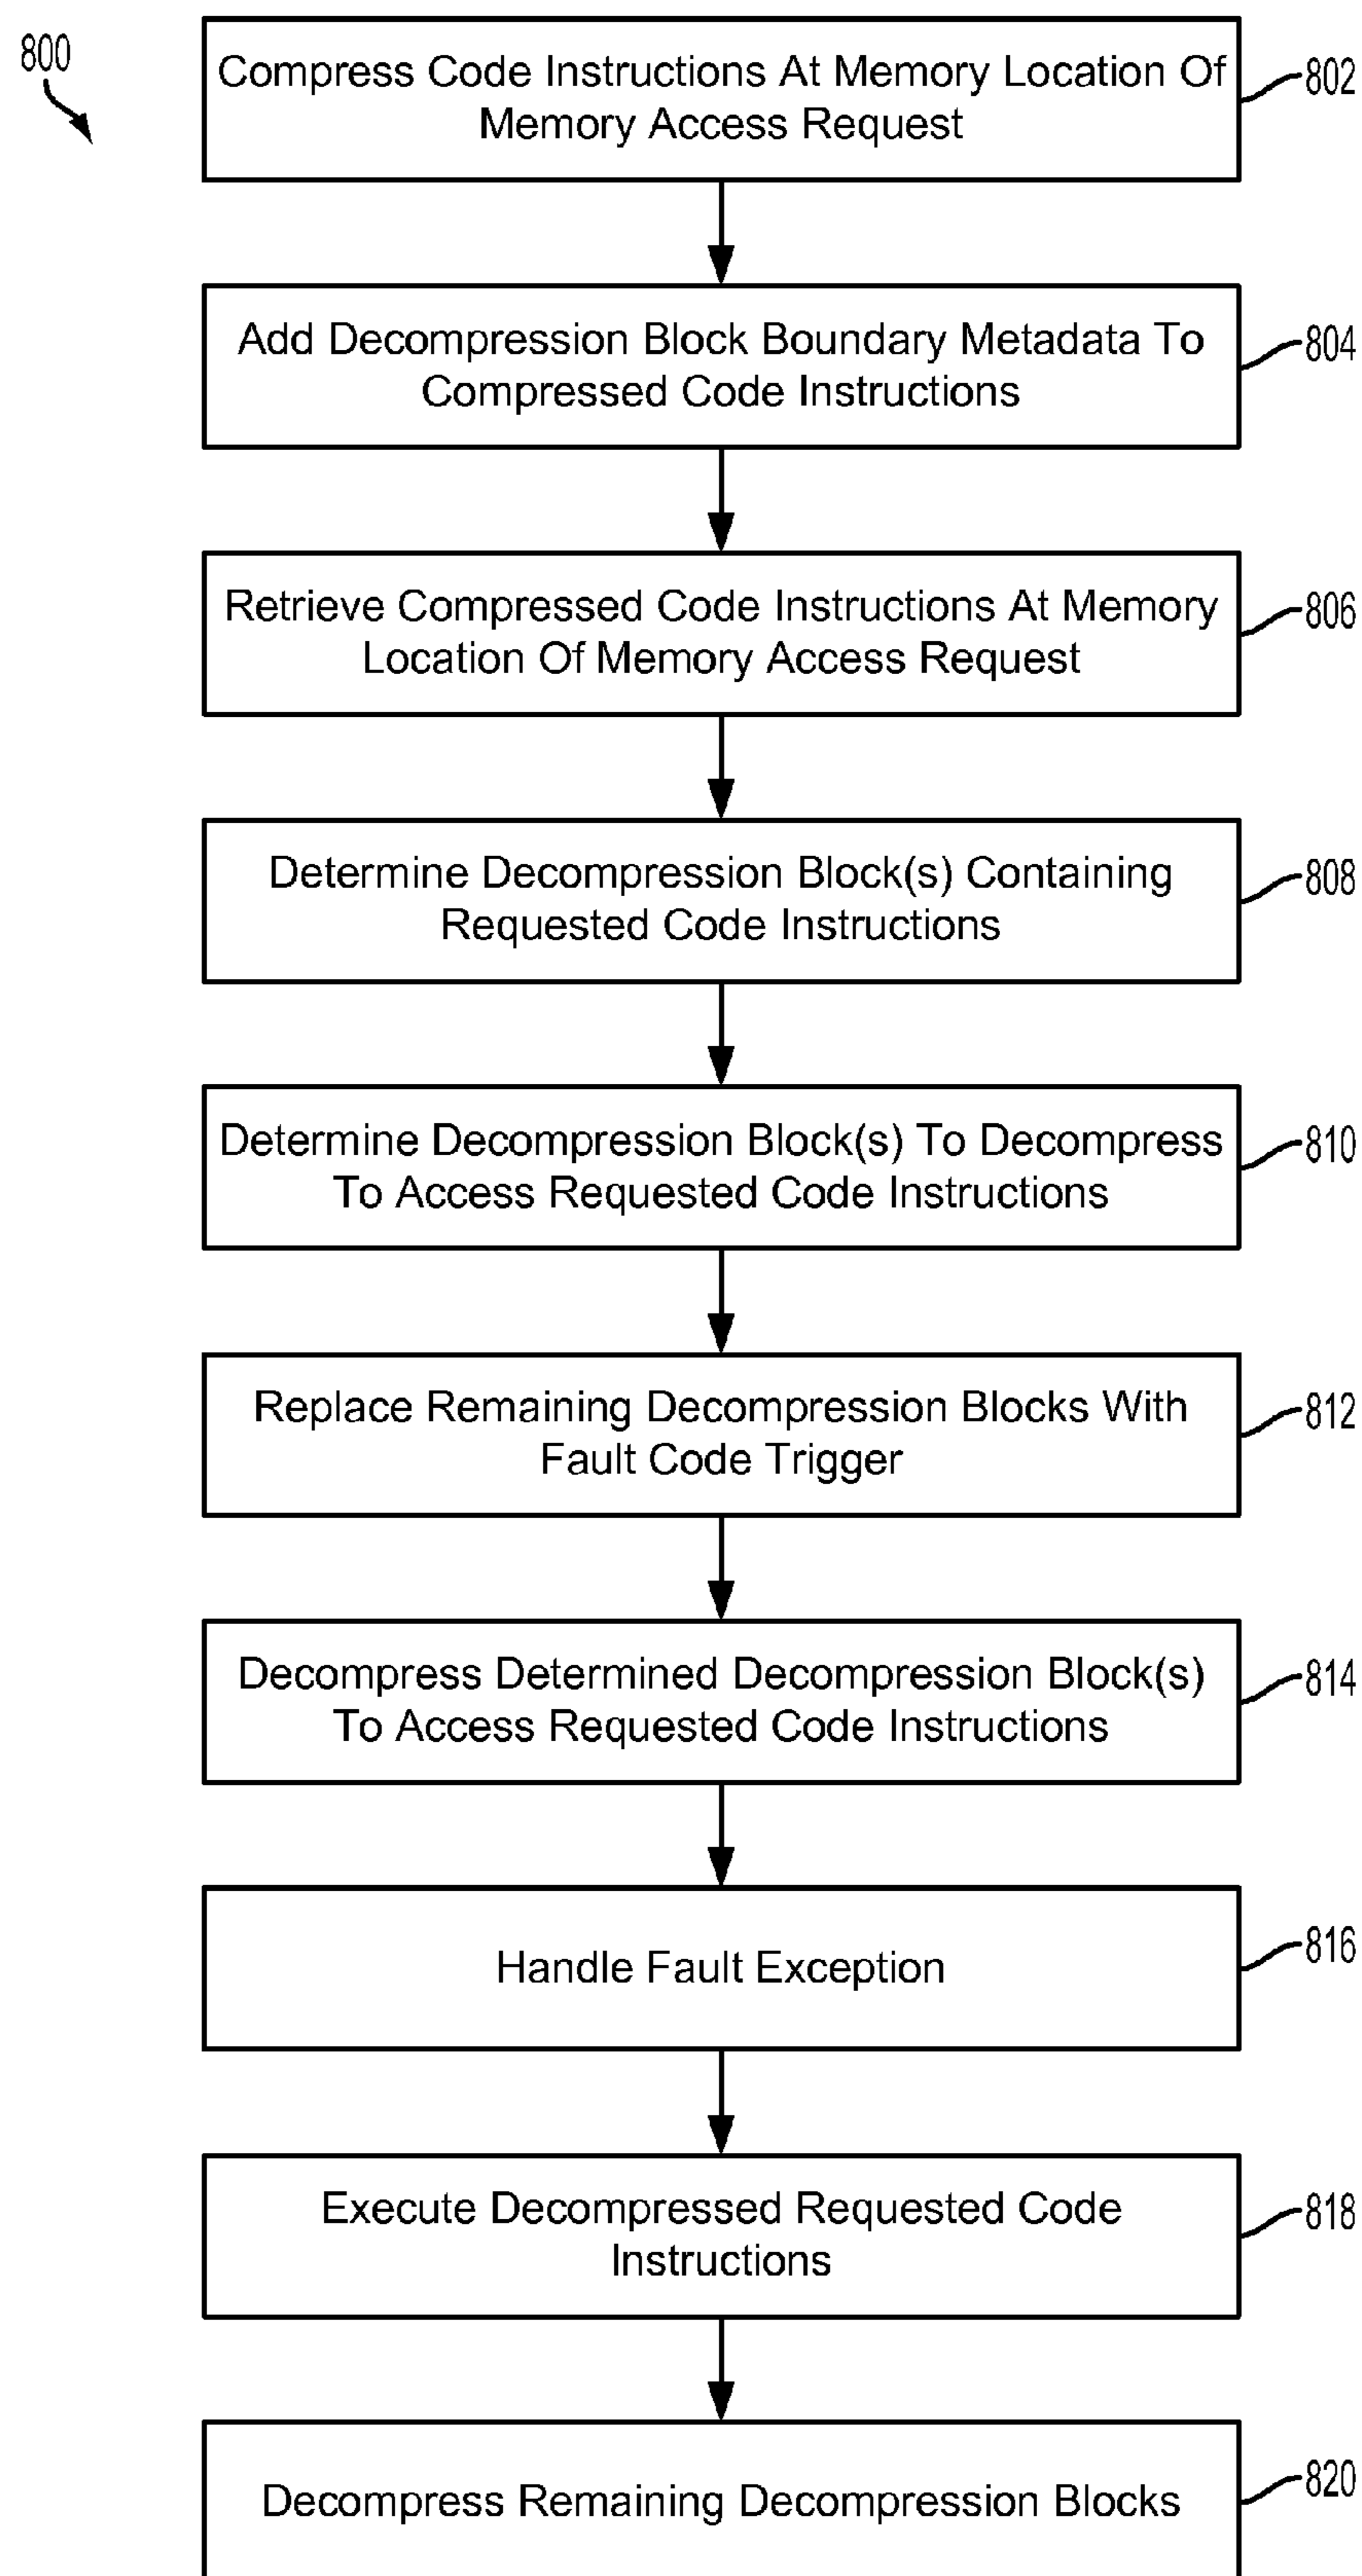 800
Compress Code Instructions At Memory Location Of
Memory Access Request
802
Add Decompression Block Boundary Metadata To
Compressed Code Instructions
804
Retrieve Compressed Code Instructions At Memory
Location Of Memory Access Request
806
Determine Decompression Block(s) Containing
Requested Code Instructions
808
Determine Decompression Block(s) To Decompress
To Access Requested Code Instructions
810
Replace Remaining Decompression Blocks With
Fault Code Trigger
812
Decompress Determined Decompression Block(s)
To Access Requested Code Instructions
814
Handle Fault Exception
816
Execute Decompressed Requested Code
Instructions
818
Decompress Remaining Decompression Blocks
820